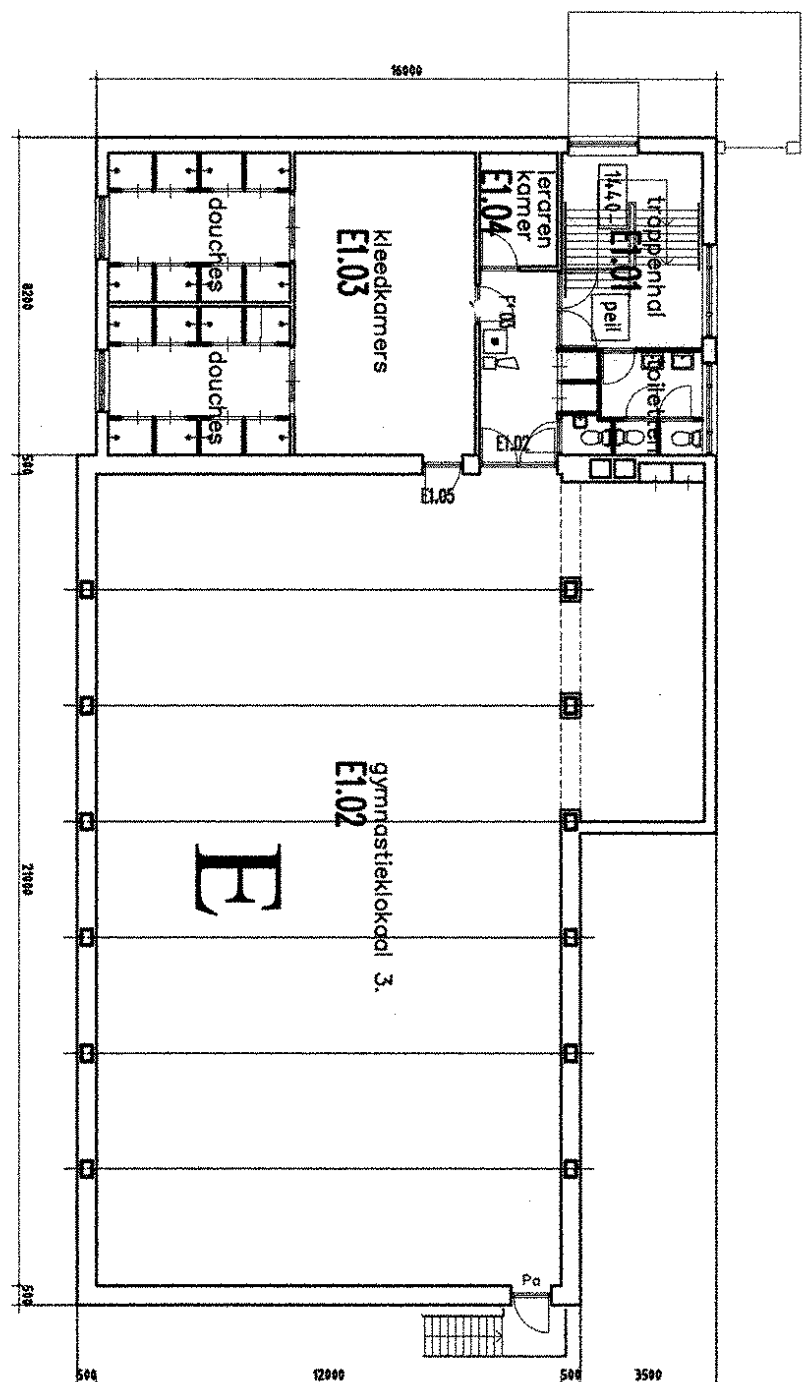 16000
8200
500
21000
500
500
12000
500
3500
douches
douches
kleedkamers
E1.03
leraren
kamer
E1.04
trappenhal
E1.01
peil
toiletten
E1.02
E1.05
gymnastieklokaal 3.
E1.02
E
Pa